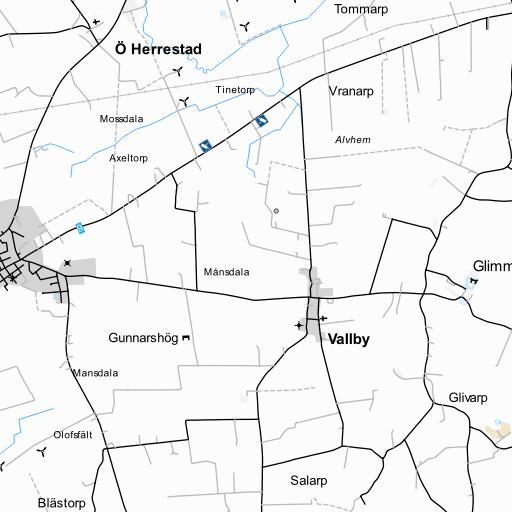 Tommarp
Ö Herrestad
Tinetorp
Vranarp
Mossdala
Alvhem
Axeltorp
Månsdala
Glimm
Gunnarshög
Vallby
Mansdala
Glivarp
Olofsfält
Salarp
Blästorp